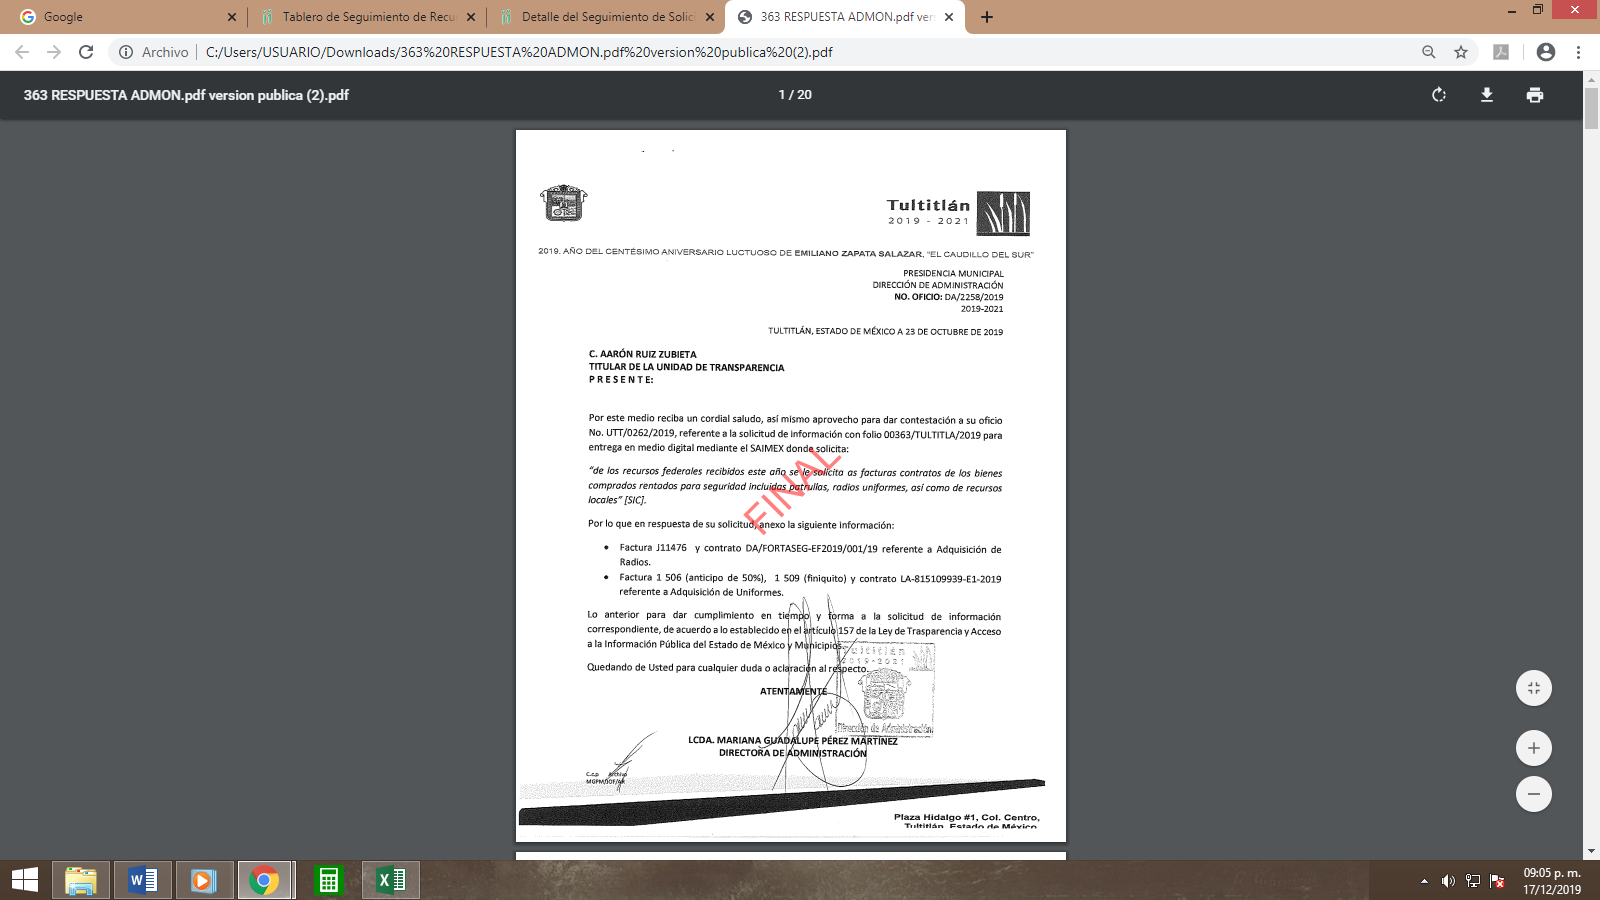 Google
Tablero de Seguimiento de Recu
Detalle del Seguimiento de Solici
363 RESPUESTA ADMON.pdf ver
Archivo
C:/Users/USUARIO/Downloads/363%20RESPUESTA%20ADMON.pdf%20version%20publica%20(2).pdf
363 RESPUESTA ADMON.pdf version publica (2).pdf
1 / 20
Tultitlán
2019 - 2021
2019. AÑO DEL CENTÉSIMO ANIVERSARIO LUCTUOSO DE EMILIANO ZAPATA SALAZAR, "EL CAUDILLO DEL SUR"
PRESIDENCIA MUNICIPAL
DIRECCIÓN DE ADMINISTRACIÓN
NO. OFICIO: DA/2258/2019
2019-2021
TULTITLÁN, ESTADO DE MÉXICO A 23 DE OCTUBRE DE 2019
C. AARÓN RUIZ ZUBIETA
TITULAR DE LA UNIDAD DE TRANSPARENCIA
P R E S E N T E:
Por este medio reciba un cordial saludo, así mismo aprovecho para dar contestación a su oficio
No. UTT/0262/2019, referente a la solicitud de información con folio 00363/TULTITLA/2019 para
entrega en medio digital mediante el SAIMEX donde solicita:
"de los recursos federales recibidos este año se le solicita as facturas contratos de los bienes
comprados rentados para seguridad incluidas patrullas, radios uniformes, así como de recursos
locales" [SIC].
FINAL
Por lo que en respuesta de su solicitud, anexo la siguiente información:
• Factura J11476 y contrato DA/FORTASEG-EF2019/001/19 referente a Adquisición de
Radios.
• Factura 1 506 (anticipo de 50%), 1 509 (finiquito) y contrato LA-815109939-E1-2019
referente a Adquisición de Uniformes.
Lo anterior para dar cumplimiento en tiempo y forma a la solicitud de información
correspondiente, de acuerdo a lo establecido en el artículo 157 de la Ley de Trasparencia y Acceso
a la Información Pública del Estado de México y Municipios.
Tultitlán
2019-2021
Quedando de Usted para cualquier duda o aclaración al respecto.
ATENTAMENTE
Dirección de Administración
LCDA. MARIANA GUADALUPE PÉREZ MARTÍNEZ
DIRECTORA DE ADMINISTRACIÓN
C.c.p Archivo
Plaza Hidalgo #1, Col. Centro,
Tultitlán, Estado de México
09:05 p. m.
17/12/2019